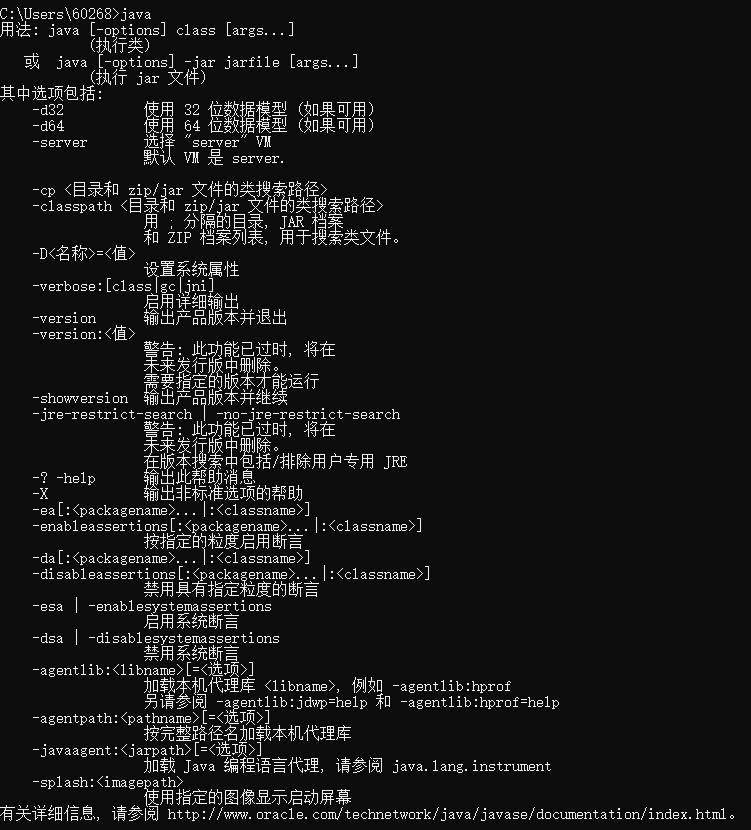 C:\Users\60268>java
用法: java [-options] class [args...]
(执行类)
或  java [-options] -jar jarfile [args...]
(执行 jar 文件)
其中选项包括:
-d32          使用 32 位数据模型 (如果可用)
-d64          使用 64 位数据模型 (如果可用)
-server       选择 "server" VM
默认 VM 是 server.
-cp <目录和 zip/jar 文件的类搜索路径>
-classpath <目录和 zip/jar 文件的类搜索路径>
用 ; 分隔的目录, JAR 档案
和 ZIP 档案列表, 用于搜索类文件。
-D<名称>=<值>
设置系统属性
-verbose:[class|gc|jni]
启用详细输出
-version      输出产品版本并退出
-version:<值>
警告: 此功能已过时, 将在
未来发行版中删除。
需要指定的版本才能运行
-showversion  输出产品版本并继续
-jre-restrict-search | -no-jre-restrict-search
警告: 此功能已过时, 将在
未来发行版中删除。
在版本搜索中包括/排除用户专用 JRE
-? -help      输出此帮助消息
-X            输出非标准选项的帮助
-ea[:<packagename>...|:<classname>]
-enableassertions[:<packagename>...|:<classname>]
按指定的粒度启用断言
-da[:<packagename>...|:<classname>]
-disableassertions[:<packagename>...|:<classname>]
禁用具有指定粒度的断言
-esa | -enablesystemassertions
启用系统断言
-dsa | -disablesystemassertions
禁用系统断言
-agentlib:<libname>[=<选项>]
加载本机代理库 <libname>, 例如 -agentlib:hprof
另请参阅 -agentlib:jdwp=help 和 -agentlib:hprof=help
-agentpath:<pathname>[=<选项>]
按完整路径名加载本机代理库
-javaagent:<jarpath>[=<选项>]
加载 Java 编程语言代理, 请参阅 java.lang.instrument
-splash:<imagepath>
使用指定的图像显示启动屏幕
有关详细信息, 请参阅 http://www.oracle.com/technetwork/java/javase/documentation/index.html。